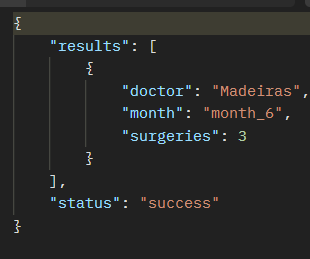 {
    "results": [
        {
            "doctor": "Madeiras",
            "month": "month_6",
            "surgeries": 3
        }
    ],
    "status": "success"
}